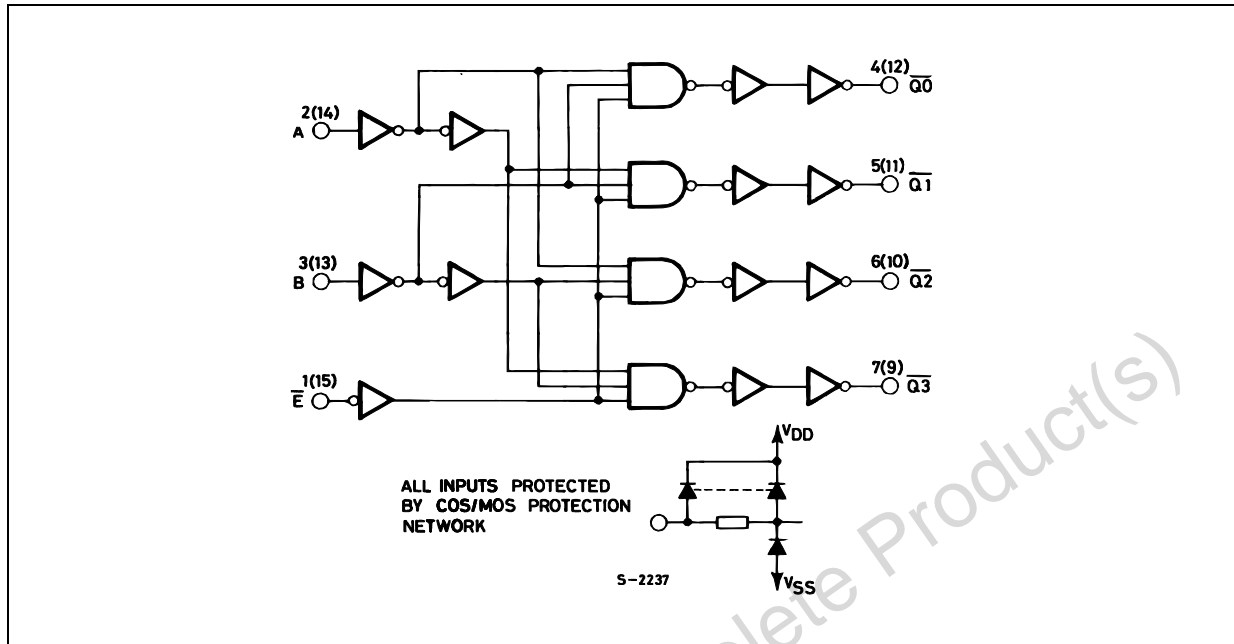 2(14)
A
3(13)
B
1(15)
E
4(12)
Q0
5(11)
Q1
6(10)
Q2
7(9)
Q3
VDD
ALL INPUTS PROTECTED
BY COS/MOS PROTECTION
NETWORK
S-2237
VSS
lete Product(s)